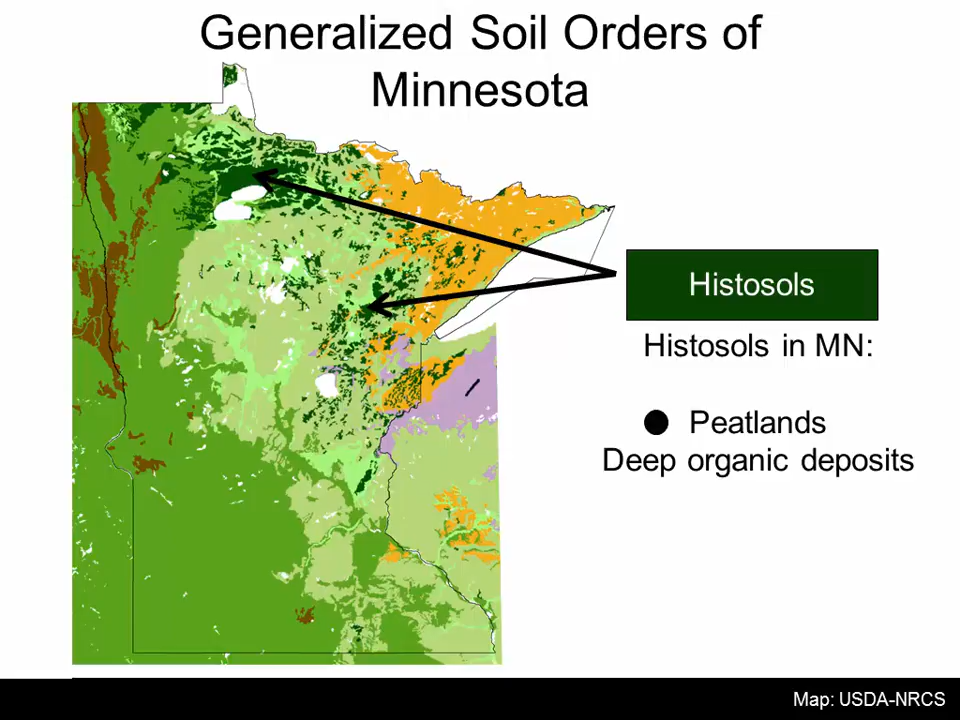 Generalized Soil Orders of
Minnesota
Histosols
Histosols in MN:
Peatlands
Deep organic deposits
Map: USDA-NRCS